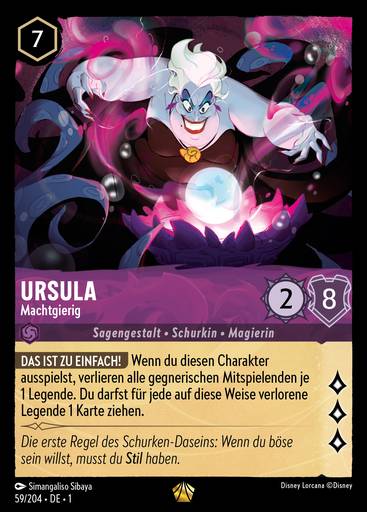 7
URSULA
Machtgierig
2
8
Sagengestalt • Schurkin • Magierin
DAS IST ZU EINFACH! Wenn du diesen Charakter
ausspielst, verlieren alle gegnerischen Mitspielenden je
1 Legende. Du darfst für jede auf diese Weise verlorene
Legende 1 Karte ziehen.
Die erste Regel des Schurken-Daseins: Wenn du böse
sein willst, musst du Stil haben.
Simangaliso Sibaya
Disney Lorcana ©Disney
59/204 • DE • 1